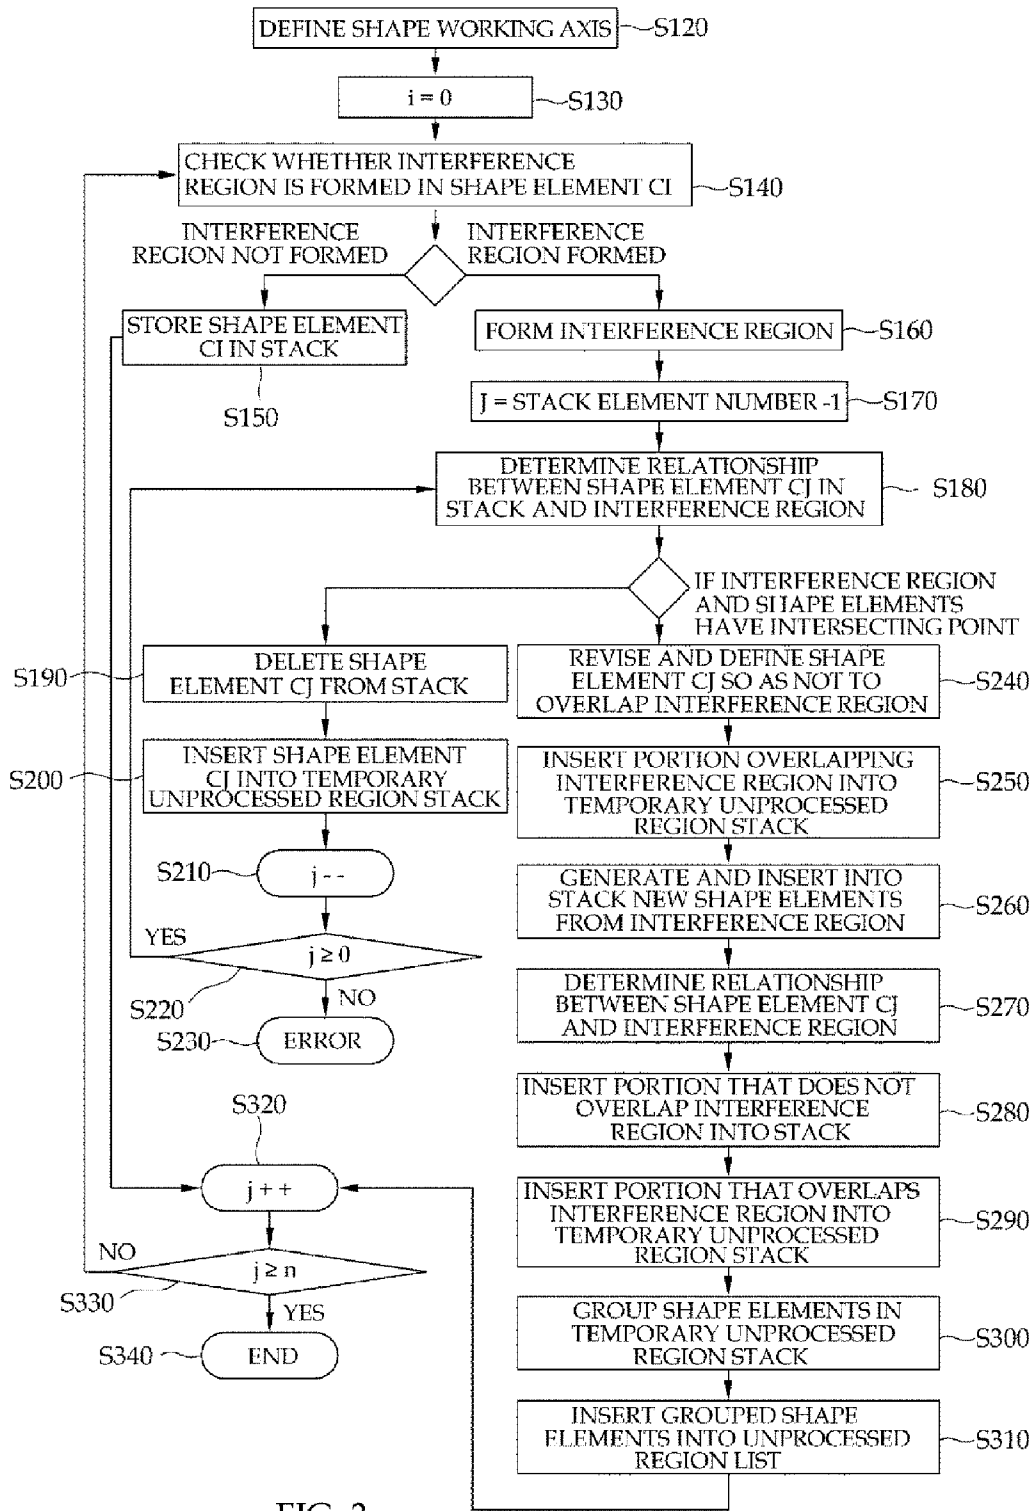 DEFINE SHAPE WORKING AXIS
S120
i = 0
S130
CHECK WHETHER INTERFERENCE
REGION IS FORMED IN SHAPE ELEMENT CI
S140
INTERFERENCE
REGION NOT FORMED
INTERFERENCE
REGION FORMED
STORE SHAPE ELEMENT
CI IN STACK
S150
FORM INTERFERENCE REGION
S160
J = STACK ELEMENT NUMBER -1
S170
DETERMINE RELATIONSHIP
BETWEEN SHAPE ELEMENT CJ IN
STACK AND INTERFERENCE REGION
S180
IF INTERFERENCE REGION
AND SHAPE ELEMENTS
HAVE INTERSECTING POINT
S190
DELETE SHAPE
ELEMENT CJ FROM STACK
REVISE AND DEFINE SHAPE
ELEMENT CJ SO AS NOT TO
OVERLAP INTERFERENCE REGION
S240
S200
INSERT SHAPE ELEMENT
CJ INTO TEMPORARY
UNPROCESSED REGION STACK
INSERT PORTION OVERLAPPING
INTERFERENCE REGION INTO
TEMPORARY UNPROCESSED
REGION STACK
S250
S210
j - -
GENERATE AND INSERT INTO
STACK NEW SHAPE ELEMENTS
FROM INTERFERENCE REGION
S260
YES
j ≥ 0
S220
NO
DETERMINE RELATIONSHIP
BETWEEN SHAPE ELEMENT CJ
AND INTERFERENCE REGION
S270
S230
ERROR
INSERT PORTION THAT DOES NOT
OVERLAP INTERFERENCE
REGION INTO STACK
S280
S320
j + +
INSERT PORTION THAT OVERLAPS
INTERFERENCE REGION INTO
TEMPORARY UNPROCESSED
REGION STACK
S290
NO
j ≥ n
S330
YES
GROUP SHAPE ELEMENTS IN
TEMPORARY UNPROCESSED
REGION STACK
S300
S340
END
INSERT GROUPED SHAPE
ELEMENTS INTO UNPROCESSED
REGION LIST
S310